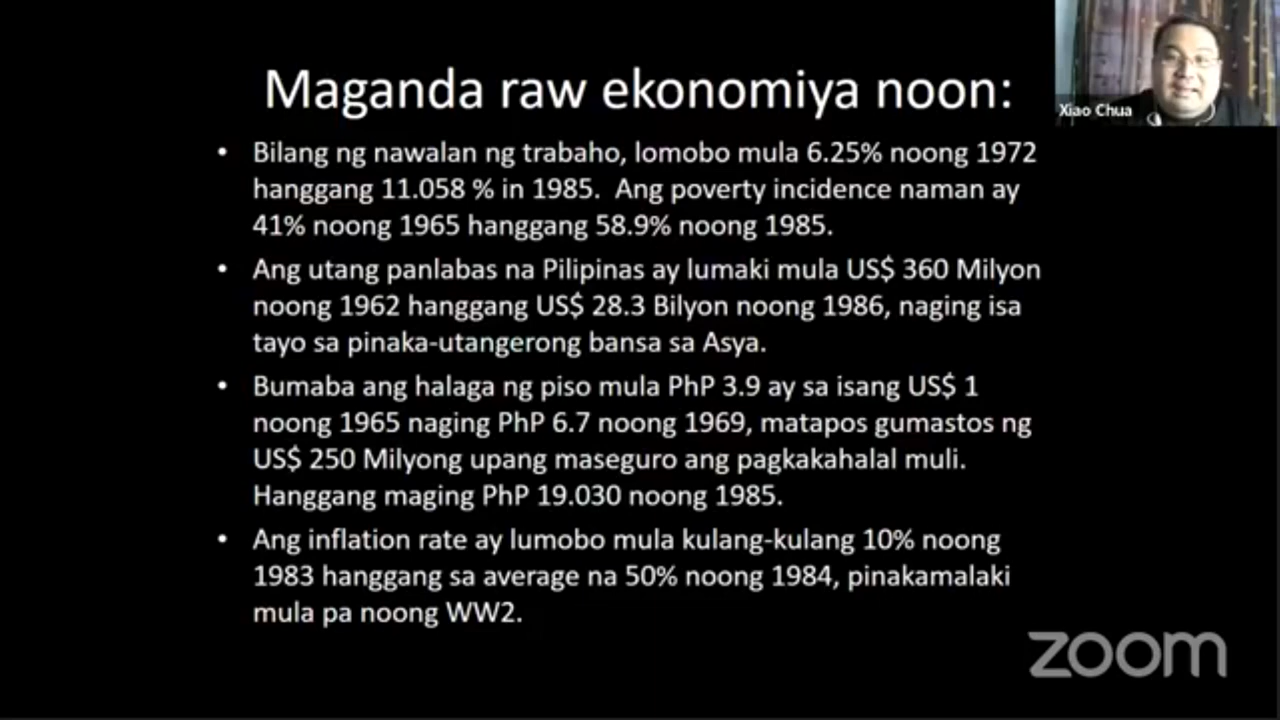 Maganda raw ekonomiya noon:
Xiao Chua
• Bilang ng nawalan ng trabaho, lomobo mula 6.25% noong 1972
hanggang 11.058 % in 1985.  Ang poverty incidence naman ay
41% noong 1965 hanggang 58.9% noong 1985.
• Ang utang panlabas na Pilipinas ay lumaki mula US$ 360 Milyon
noong 1962 hanggang US$ 28.3 Bilyon noong 1986, naging isa
tayo sa pinaka-utangerong bansa sa Asya.
• Bumaba ang halaga ng piso mula PhP 3.9 ay sa isang US$ 1
noong 1965 naging PhP 6.7 noong 1969, matapos gumastos ng
US$ 250 Milyong upang maseguro ang pagkakahalal muli.
Hanggang maging PhP 19.030 noong 1985.
• Ang inflation rate ay lumobo mula kulang-kulang 10% noong
1983 hanggang sa average na 50% noong 1984, pinakamalaki
mula pa noong WW2.
zoom